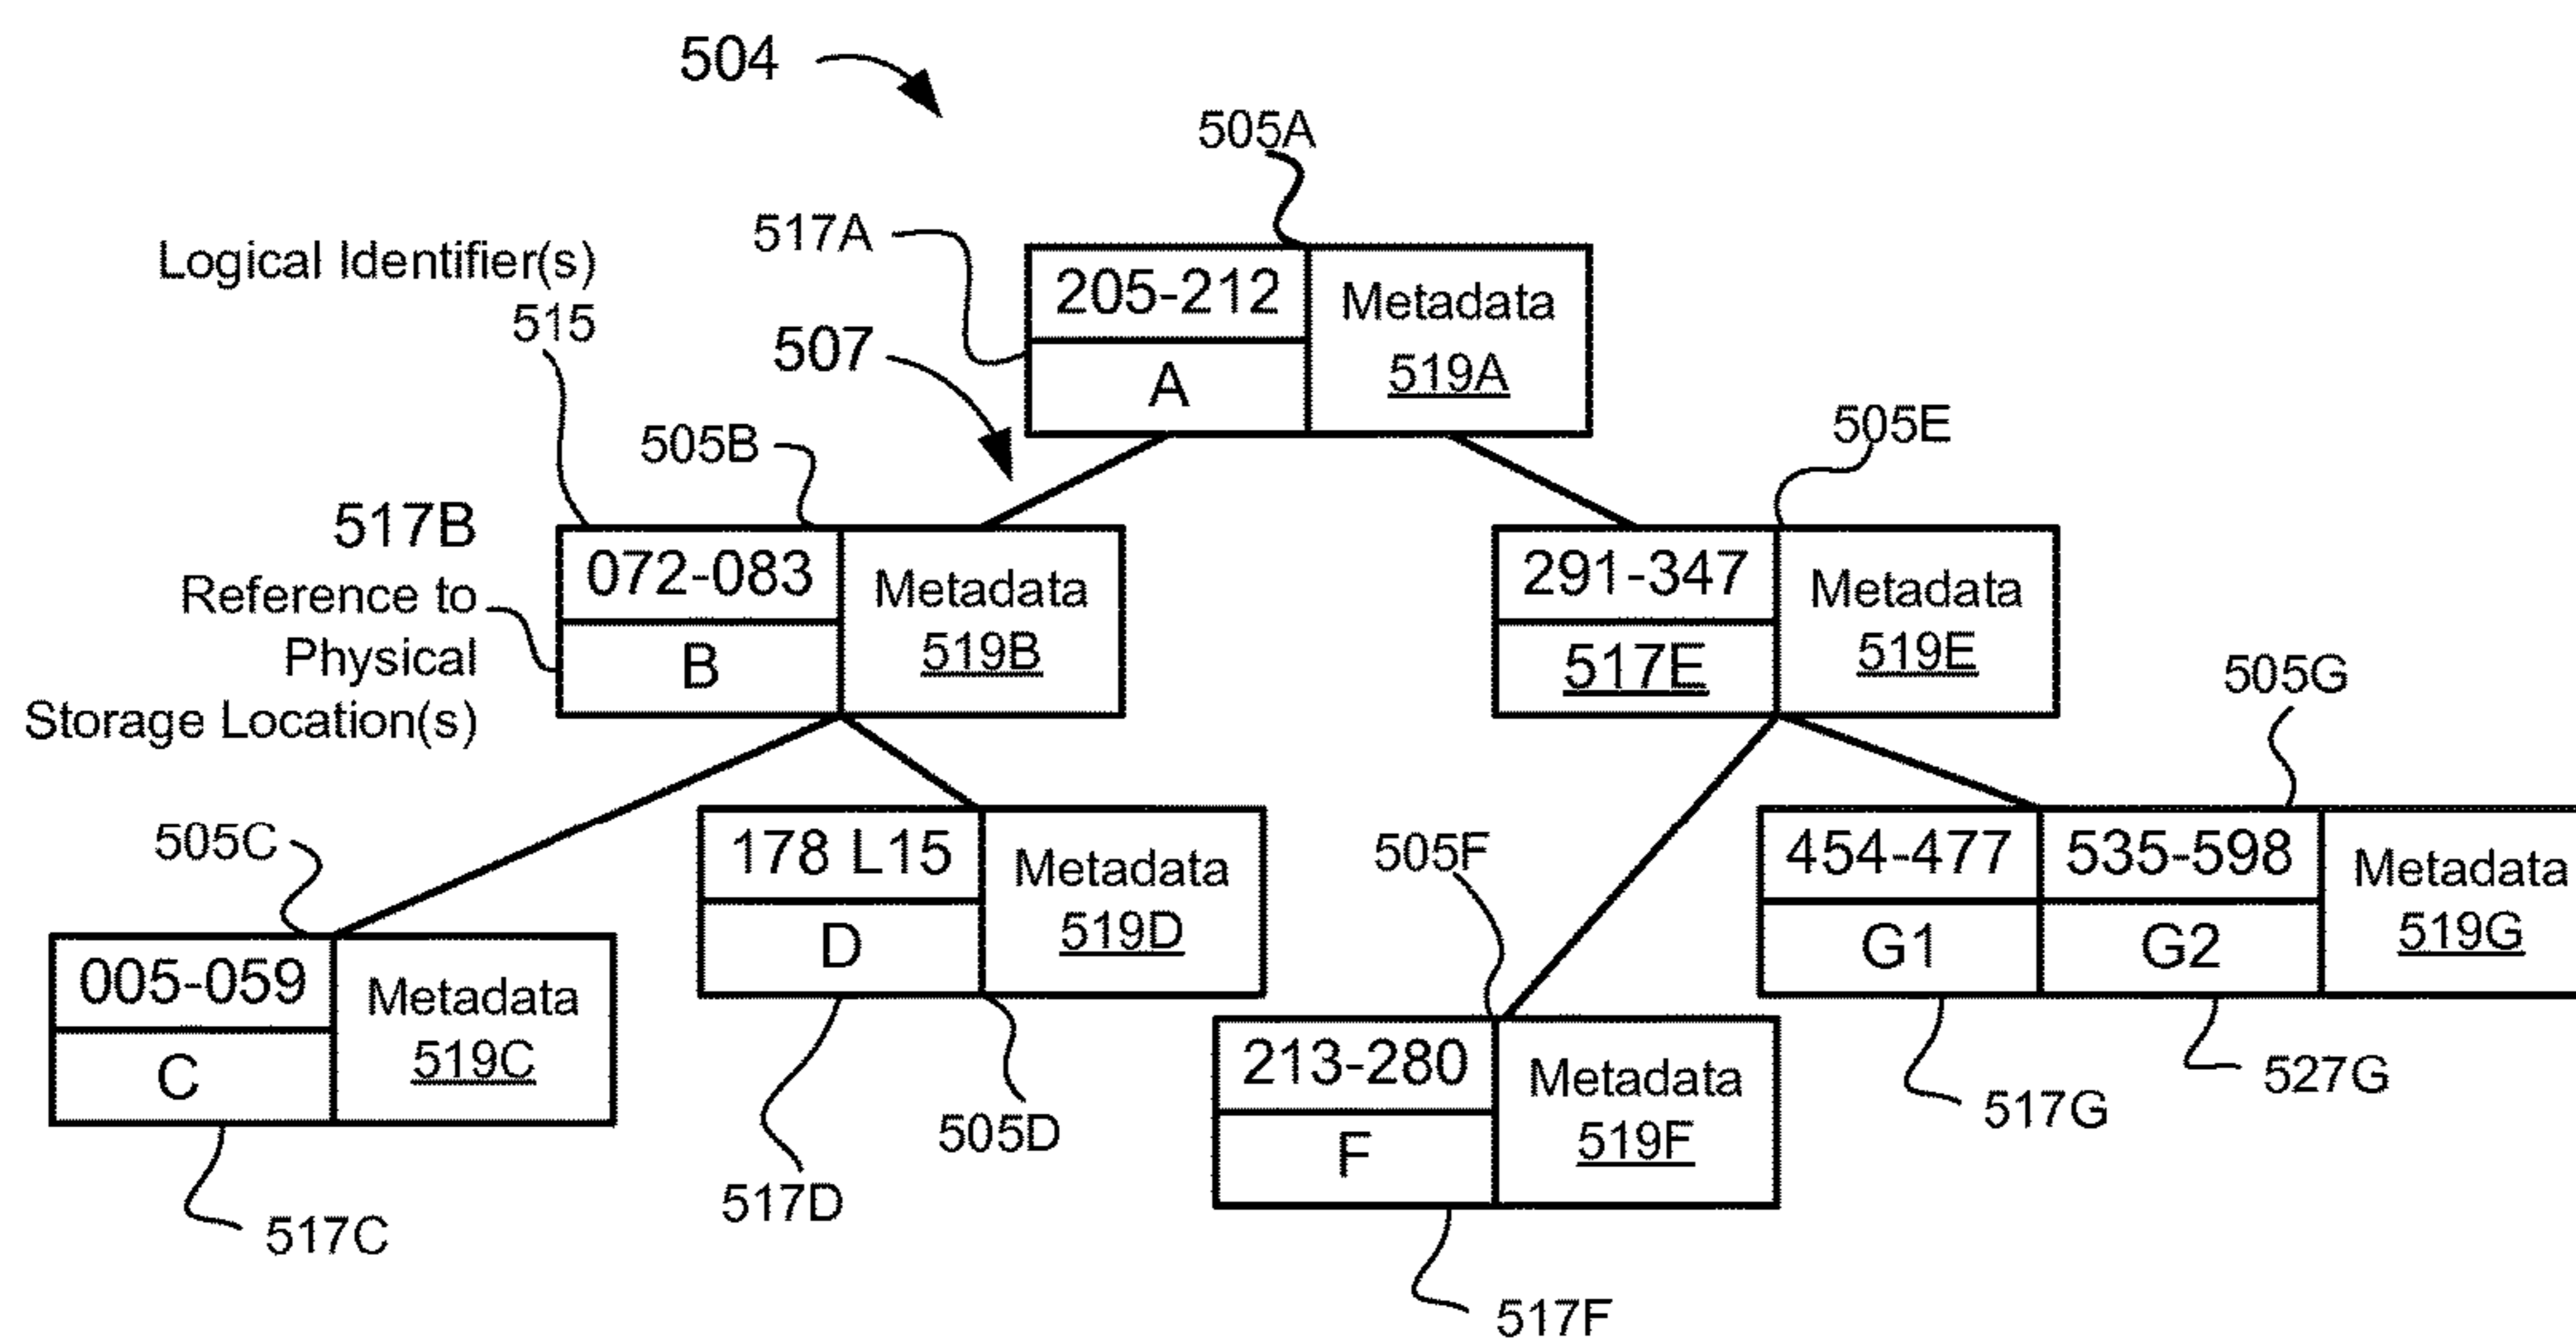 504
505A
517A
Logical Identifier(s)
515
205-212
Metadata
519A
A
507
505B
505E
517B
Reference to
Physical
Storage Location(s)
072-083
Metadata
519B
B
291-347
Metadata
519E
517E
505G
505C
178 L15
Metadata
519D
D
505F
454-477
535-598
Metadata
519G
G1
G2
005-059
Metadata
519C
C
213-280
Metadata
519F
F
505D
517G
527G
517D
517C
517F